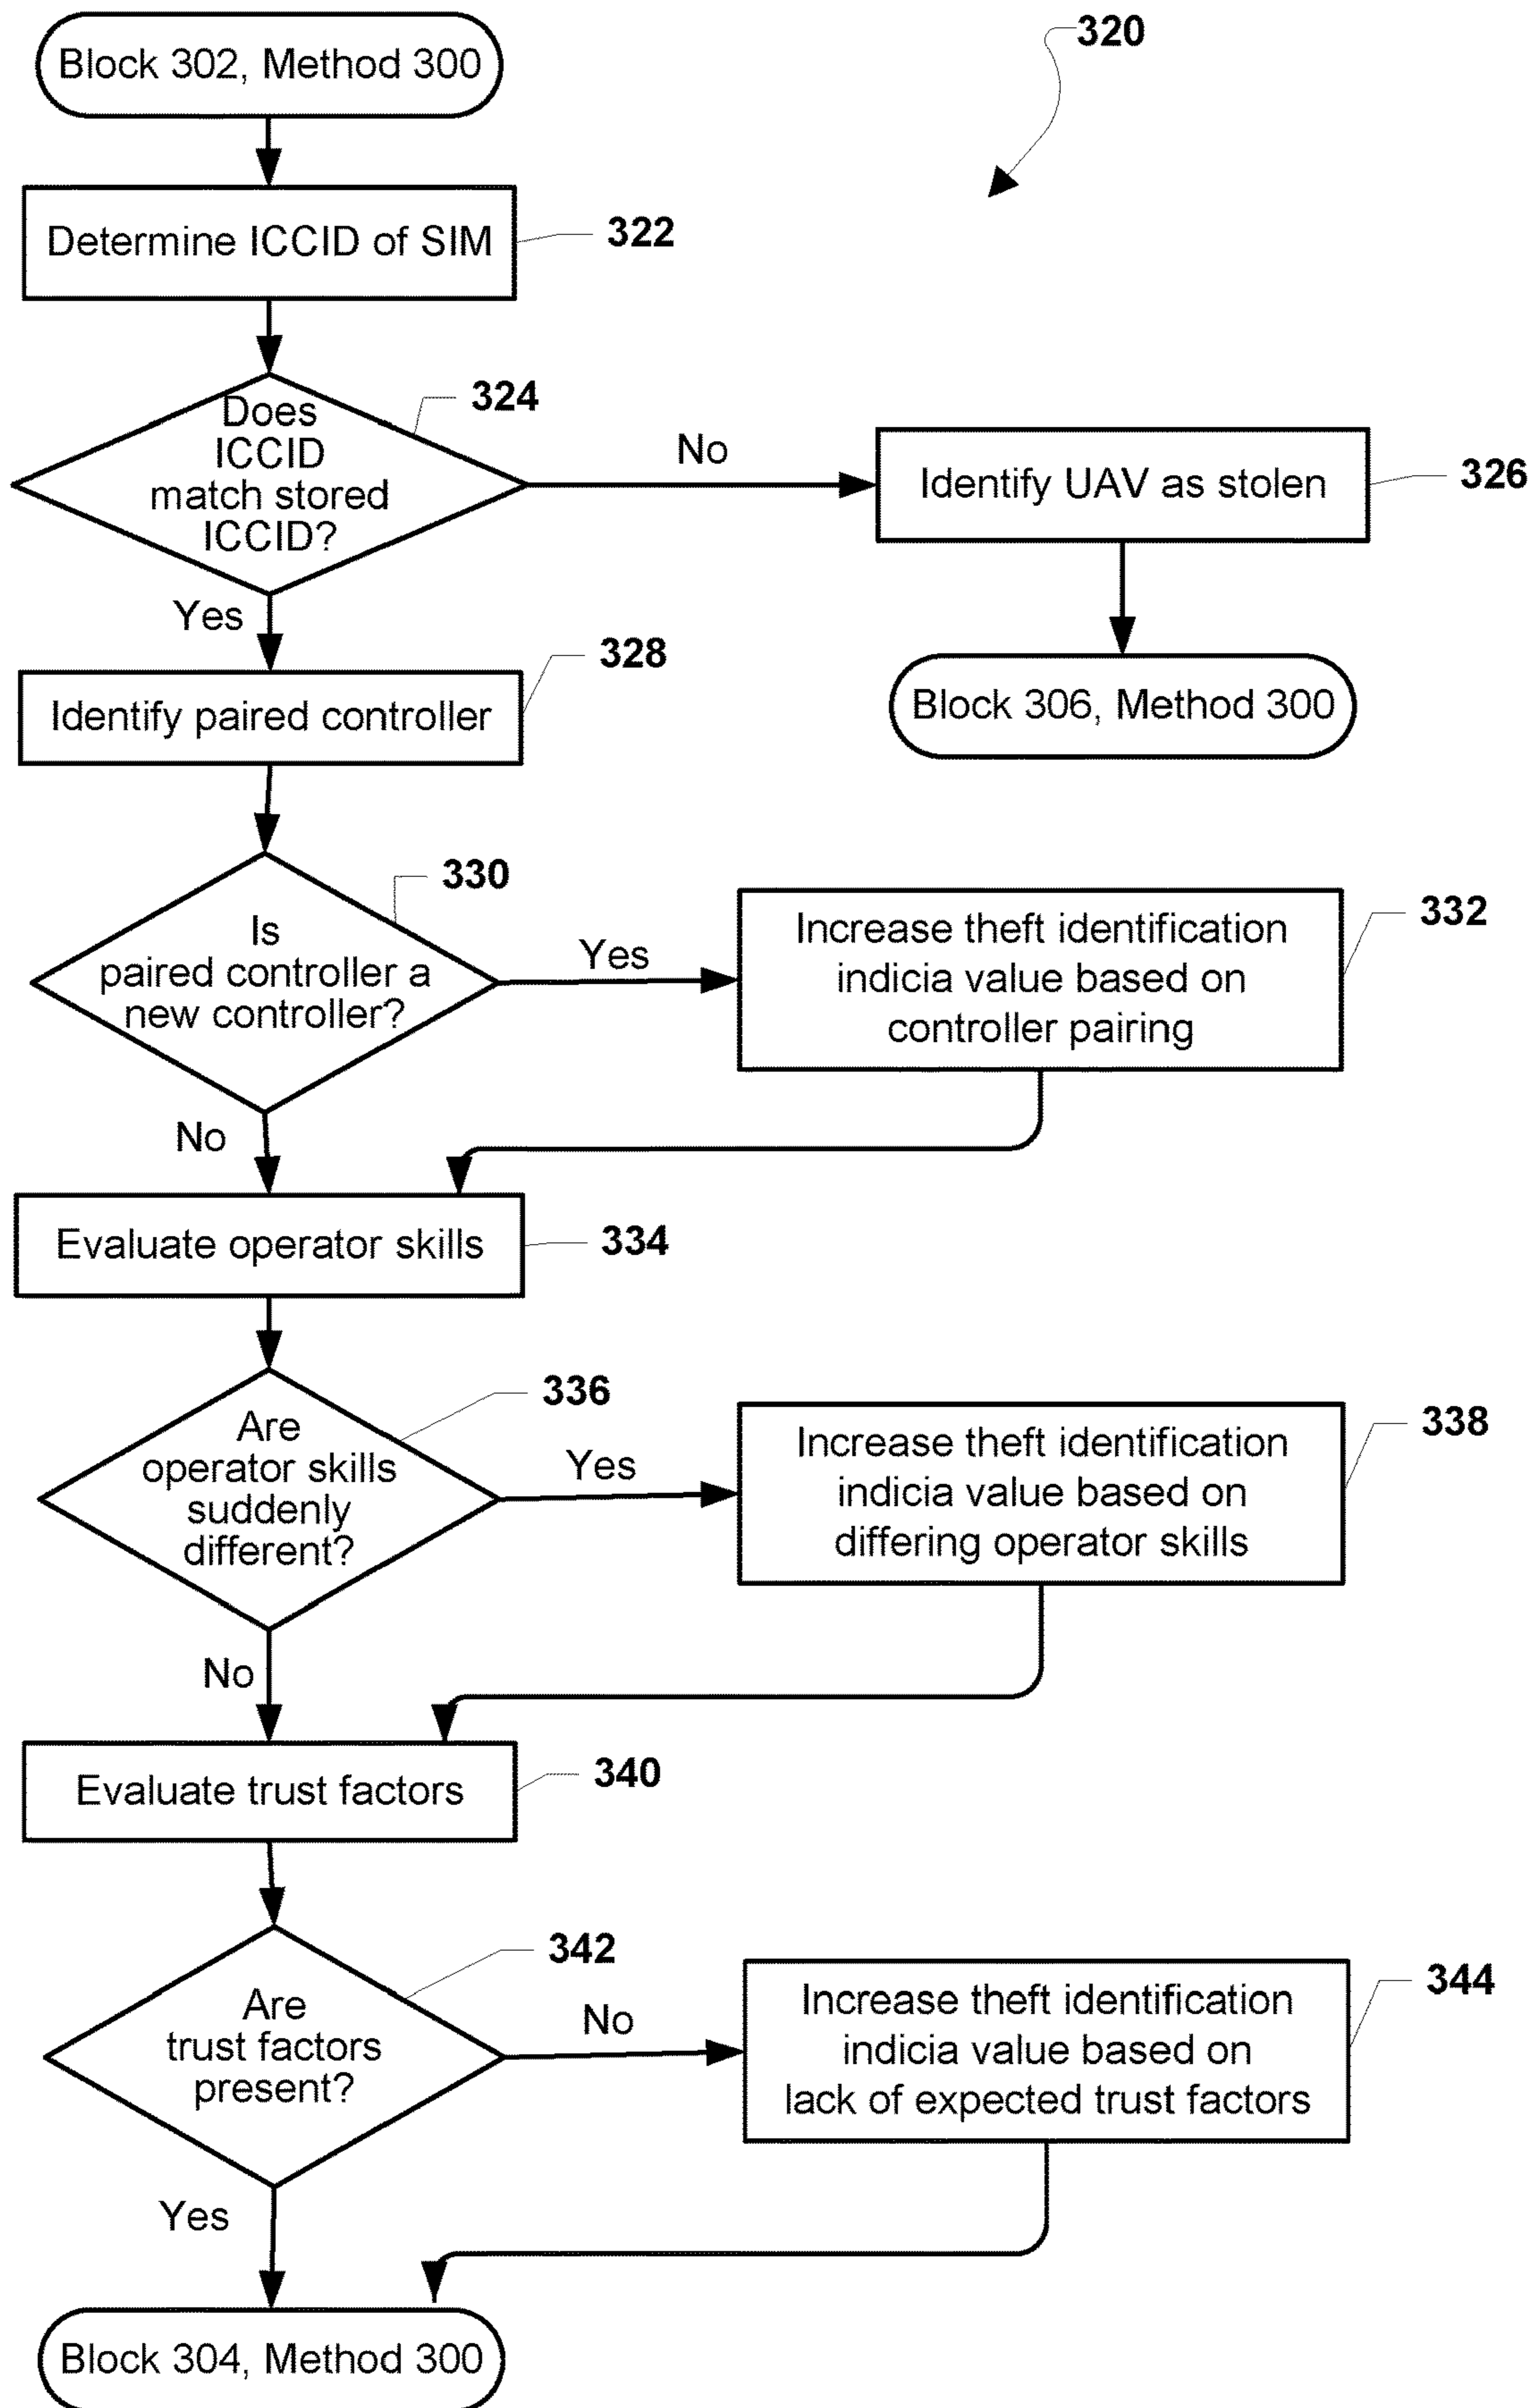 Block 302, Method 300
320
Determine ICCID of SIM
322
Does
ICCID
match stored
ICCID?
324
No
Identify UAV as stolen
326
Yes
Block 306, Method 300
Identify paired controller
328
Is
paired controller a
new controller?
330
Yes
Increase theft identification
indicia value based on
controller pairing
332
No
Evaluate operator skills
334
Are
operator skills
suddenly
different?
336
Yes
Increase theft identification
indicia value based on
differing operator skills
338
No
Evaluate trust factors
340
Are
trust factors
present?
342
No
Increase theft identification
indicia value based on
lack of expected trust factors
344
Yes
Block 304, Method 300